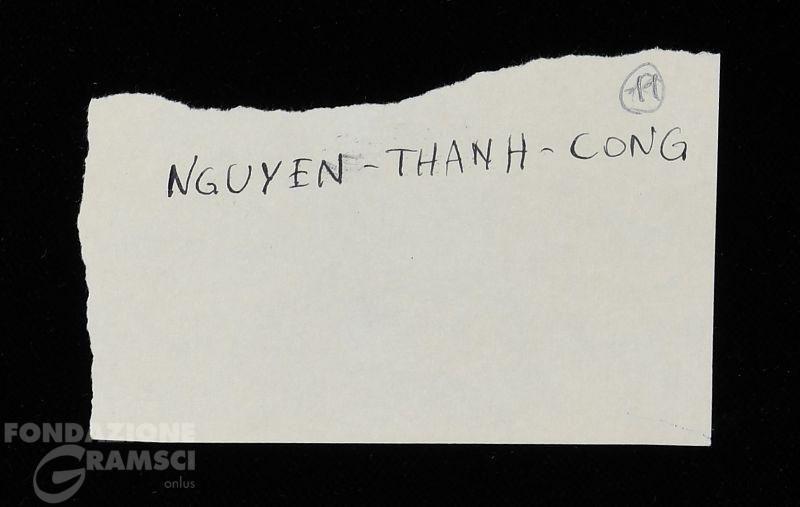 NGUYEN-THANH-CONG
FONDAZIONE
GRAMSCI
onlus